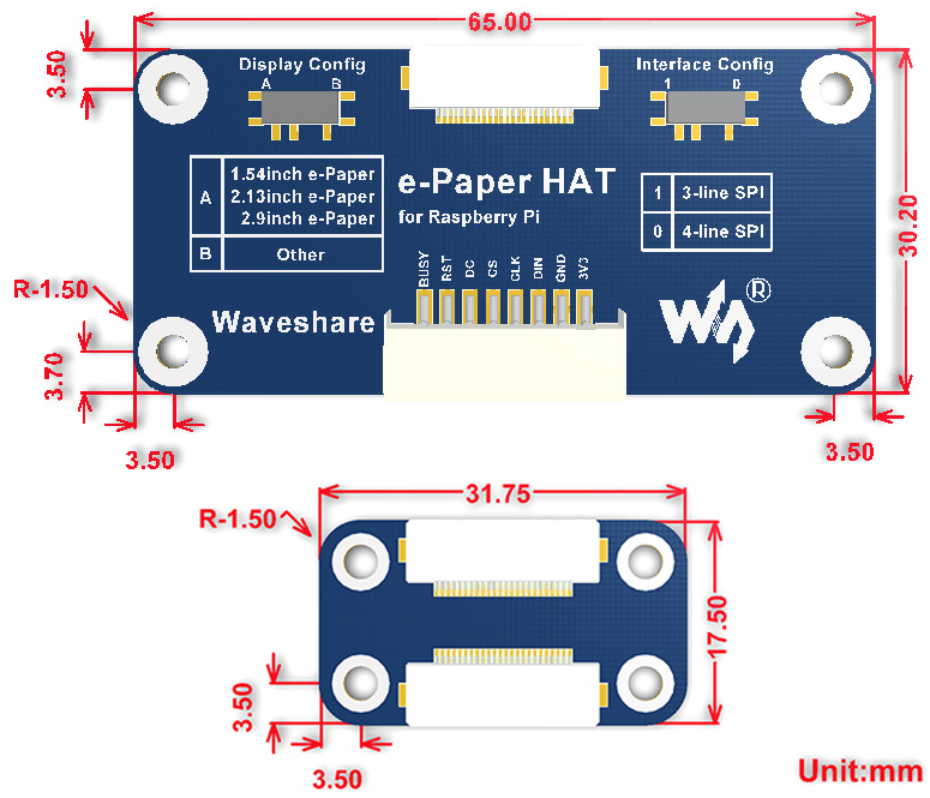 65.00
3.50
Display Config
A B
Interface Config
1 0
A
1.54inch e-Paper
2.13inch e-Paper
2.9inch e-Paper
B Other
e-Paper HAT
for Raspberry Pi
1 3-line SPI
0 4-line SPI
30.20
BUSY RST DC CS CLK DIN GND 3V3
R-1.50
Waveshare
®
3.70
3.50
3.50
31.75
R-1.50
17.50
3.50
3.50
Unit:mm